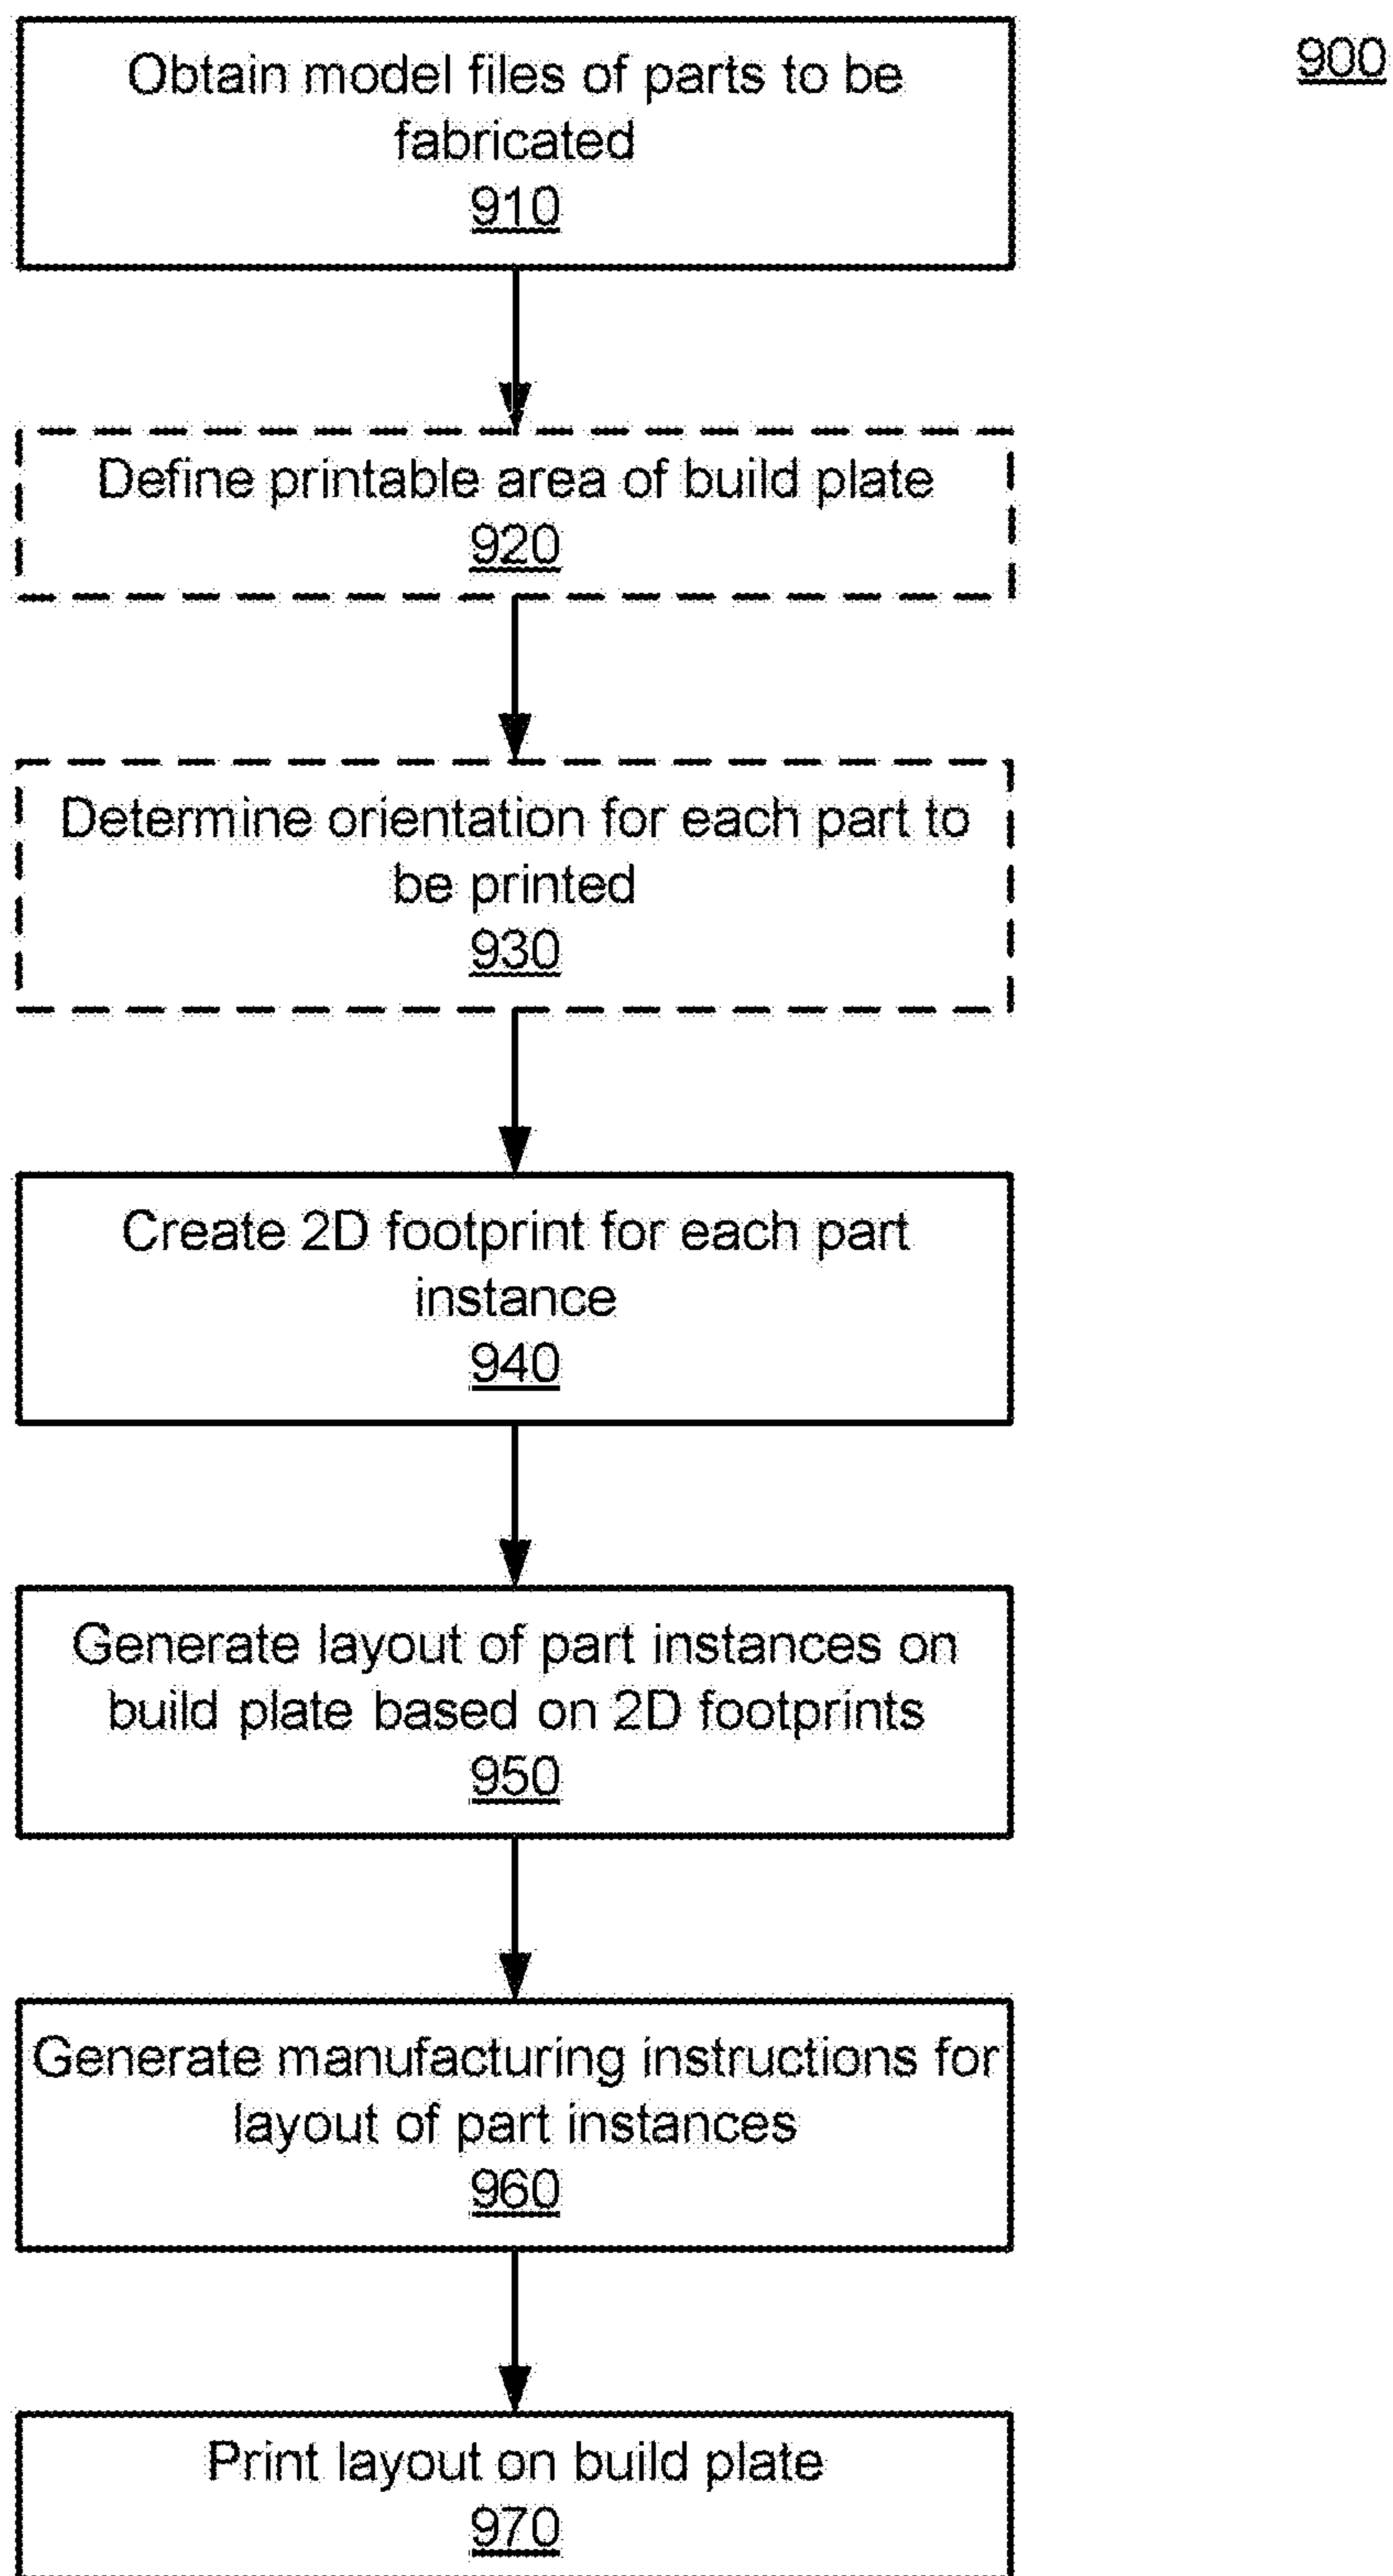 900
Obtain model files of parts to be
fabricated
910
Define printable area of build plate
920
Determine orientation for each part to
be printed
930
Create 2D footprint for each part
instance
940
Generate layout of part instances on
build plate based on 2D footprints
950
Generate manufacturing instructions for
layout of part instances
960
Print layout on build plate
970